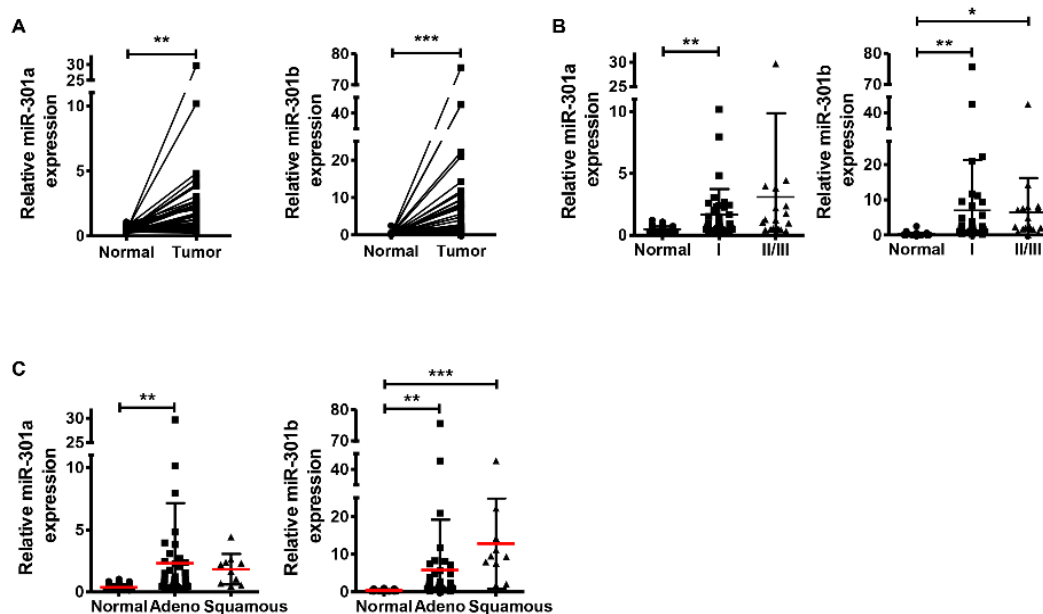 A
Relative miR-301a
expression
30
25
10
5
0
**
Normal Tumor
Relative miR-301b
expression
80
70
40
20
10
0
***
Normal Tumor
B
Relative miR-301a
expression
30
25
10
5
0
**
Normal I II/III
Relative miR-301b
expression
80
70
40
20
10
0
*
**
Normal I II/III
C
Relative miR-301a
expression
30
25
10
5
0
**
Normal Adeno Squamous
Relative miR-301b
expression
80
70
40
20
10
0
***
**
Normal Adeno Squamous